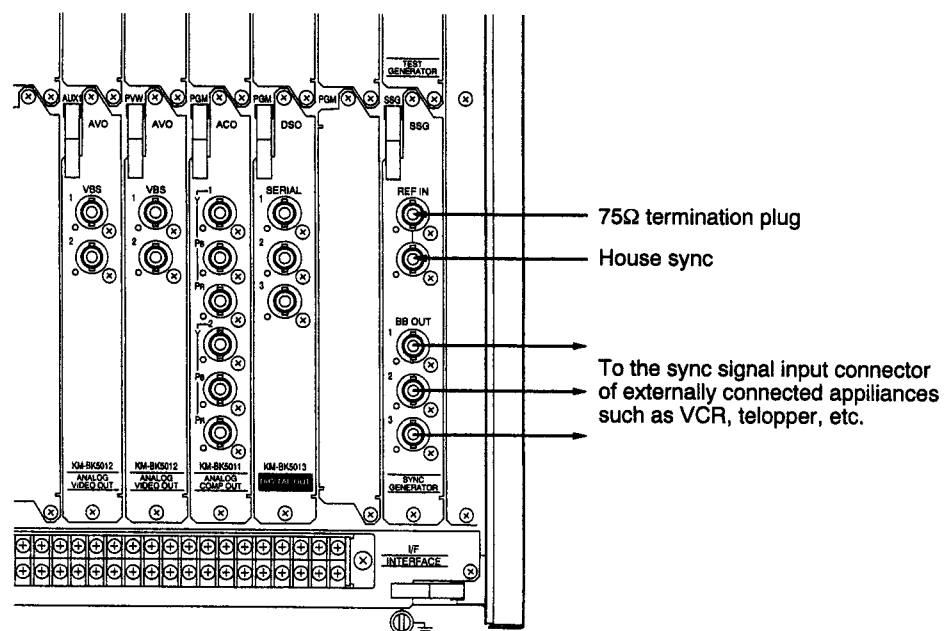 TEST
GENERATOR
AUX1
PVW
PGM
PGM
PGM
SSG
AVO
AVO
ACO
DSO
SSG
VBS
1
2
VBS
1
2
1
Y
PB
PR
2
Y
PB
PR
SERIAL
1
2
3
REF IN
75Ω termination plug
House sync
BB OUT
1
2
3
To the sync signal input connector
of externally connected appiliances
such as VCR, telopper, etc.
KM-BK5012
ANALOG
VIDEO OUT
KM-BK5012
ANALOG
VIDEO OUT
KM-BK5011
ANALOG
COMP OUT
KM-BK5013
DIGITAL OUT
SYNC
GENERATOR
I/F
INTERFACE